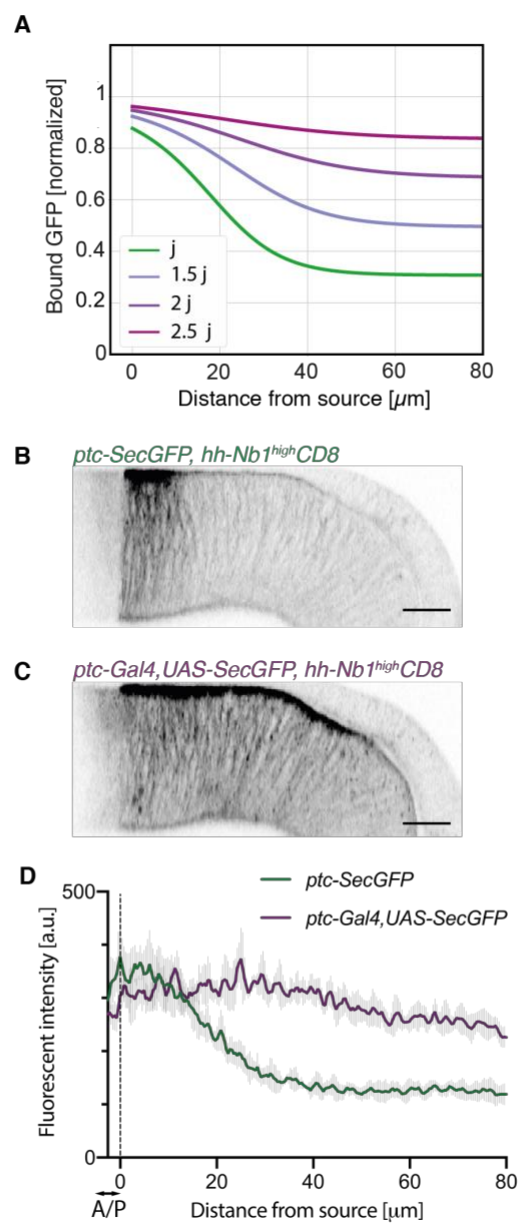 A
Bound GFP [normalized]
1
0.8
0.6
0.4
0.2
0
j
1.5 j
2 j
2.5 j
0 20 40 60 80
Distance from source [μm]
B
ptc-SecGFP, hh-Nb1highCD8
C
ptc-Gal4,UAS-SecGFP, hh-Nb1highCD8
D
Fluorescent intensity [a.u.]
500
0
ptc-SecGFP
ptc-Gal4,UAS-SecGFP
0 20 40 60 80
A/P
Distance from source [μm]